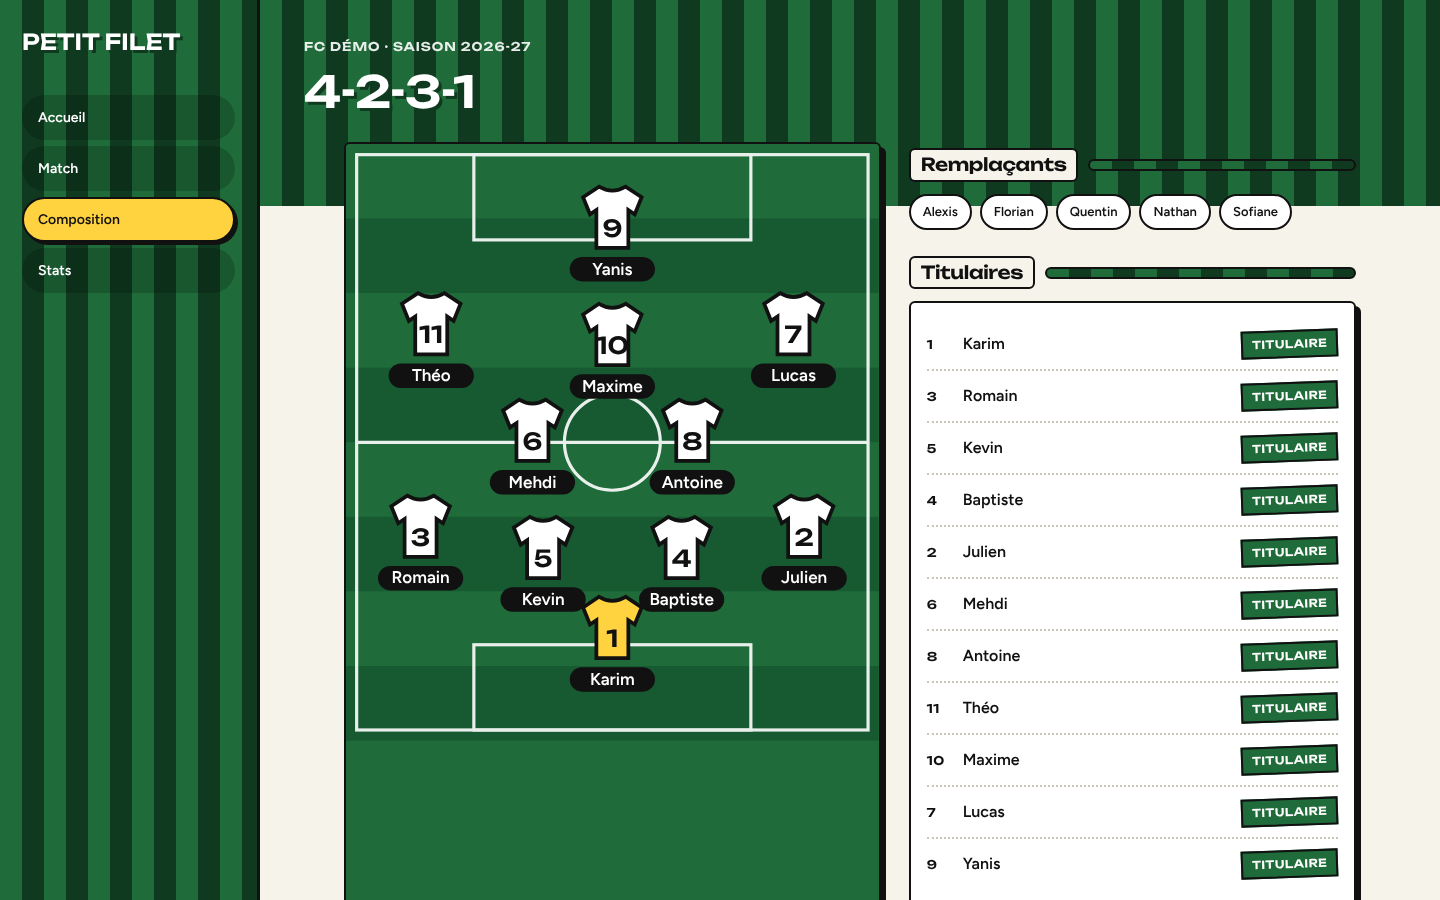 PETIT FILET
Accueil
Match
Composition
Stats
FC DÉMO · SAISON 2026-27
4-2-3-1
9
Yanis
11
Théo
10
Maxime
7
Lucas
6
Mehdi
8
Antoine
3
Romain
5
Kevin
4
Baptiste
2
Julien
1
Karim
Remplaçants
Alexis Florian Quentin Nathan Sofiane
Titulaires
1 Karim TITULAIRE
3 Romain TITULAIRE
5 Kevin TITULAIRE
4 Baptiste TITULAIRE
2 Julien TITULAIRE
6 Mehdi TITULAIRE
8 Antoine TITULAIRE
11 Théo TITULAIRE
10 Maxime TITULAIRE
7 Lucas TITULAIRE
9 Yanis TITULAIRE